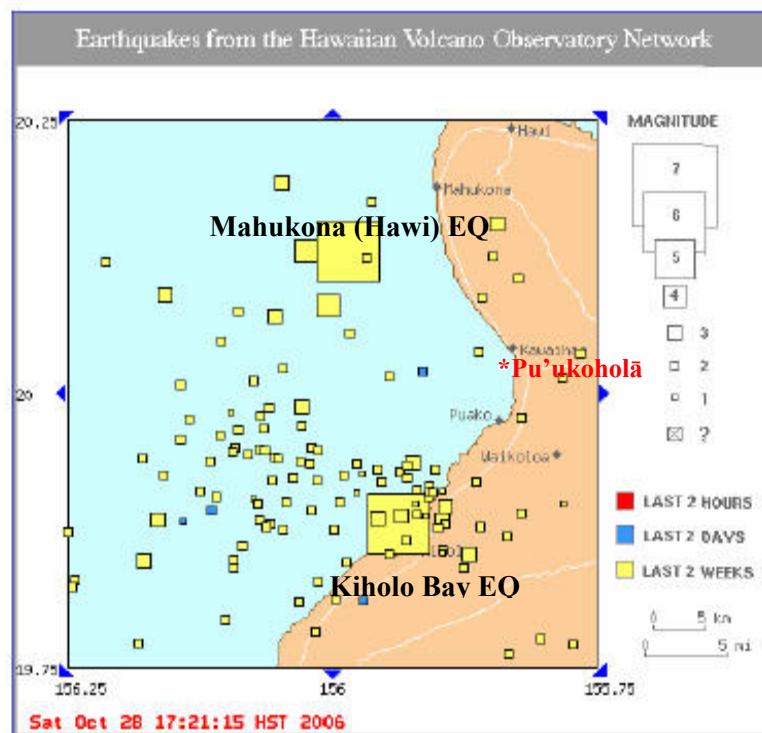 Earthquakes from the Hawaiian Volcano Observatory Network
20.25
20
19.75
156.25
156
155.75
Hawi
Mahukona
Mahukona (Hawi) EQ
Kawaihae
*Pu'ukoholā
Puako
Waikoloa
Kiholo Bay EQ
MAGNITUDE
7
6
5
4
3
2
1
?
LAST 2 HOURS
LAST 2 DAYS
LAST 2 WEEKS
0 5 km
0 5 mi
Sat Oct 28 17:21:15 HST 2006